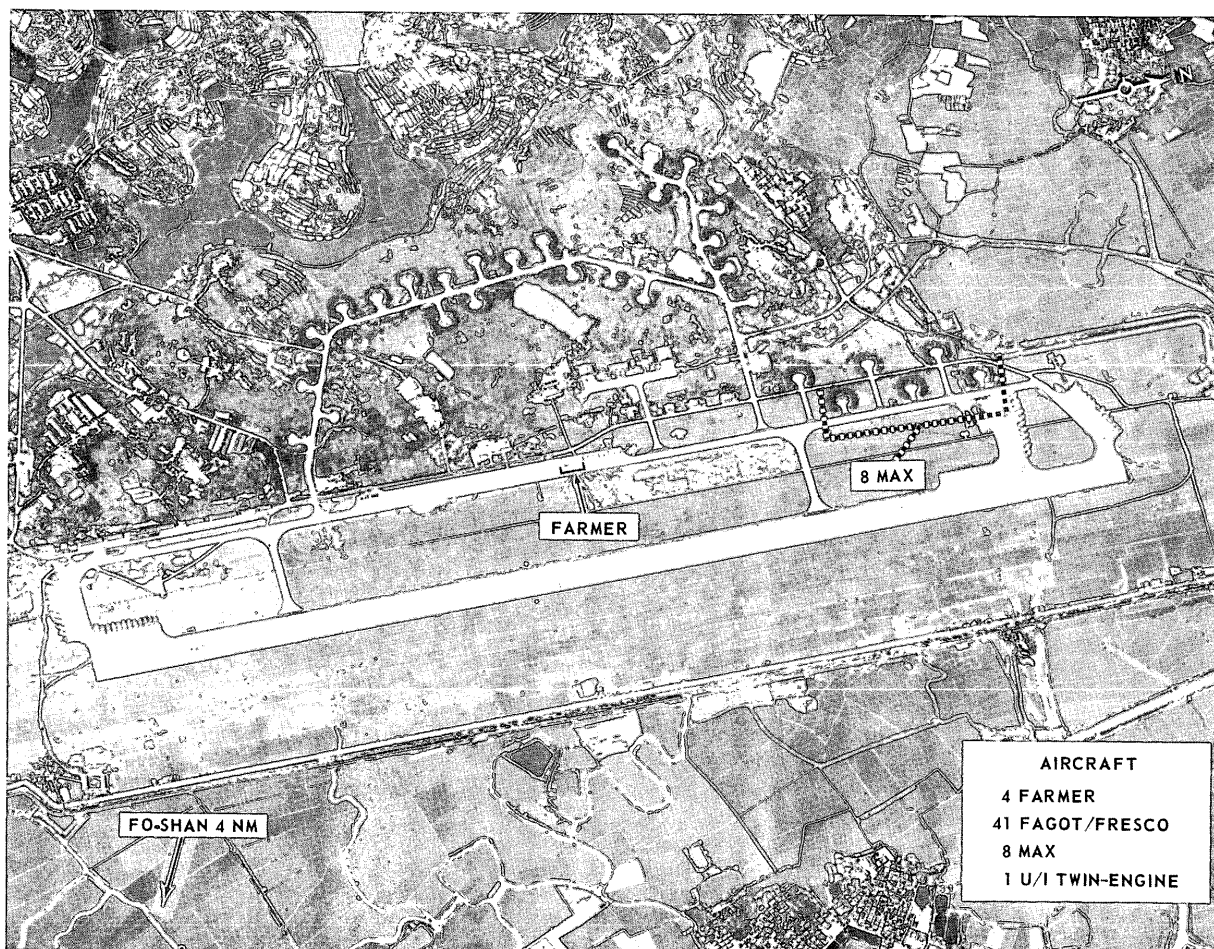 N
8 MAX
FARMER
FO-SHAN 4 NM
AIRCRAFT
4 FARMER
41 FAGOT/FRESCO
8 MAX
1 U/I TWIN-ENGINE